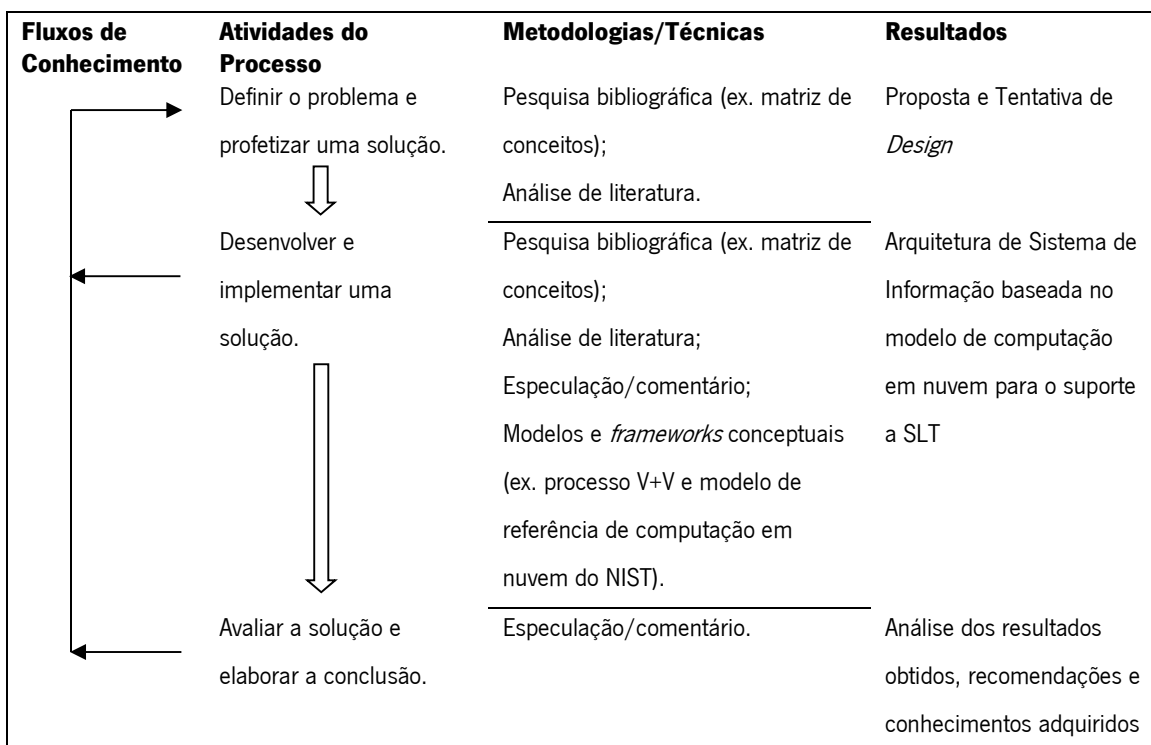 Fluxos de Conhecimento
Atividades do Processo
Metodologias/Técnicas
Resultados
Definir o problema e
profetizar uma solução.
Pesquisa bibliográfica (ex. matriz de
conceitos);
Análise de literatura.
Proposta e Tentativa de
Design
Desenvolver e
implementar uma
solução.
Pesquisa bibliográfica (ex. matriz de
conceitos);
Análise de literatura;
Especulação/comentário;
Modelos e frameworks conceptuais
(ex. processo V+V e modelo de
referência de computação em
nuvem do NIST).
Arquitetura de Sistema de
Informação baseada no
modelo de computação
em nuvem para o suporte
a SLT
Avaliar a solução e
elaborar a conclusão.
Especulação/comentário.
Análise dos resultados
obtidos, recomendações e
conhecimentos adquiridos